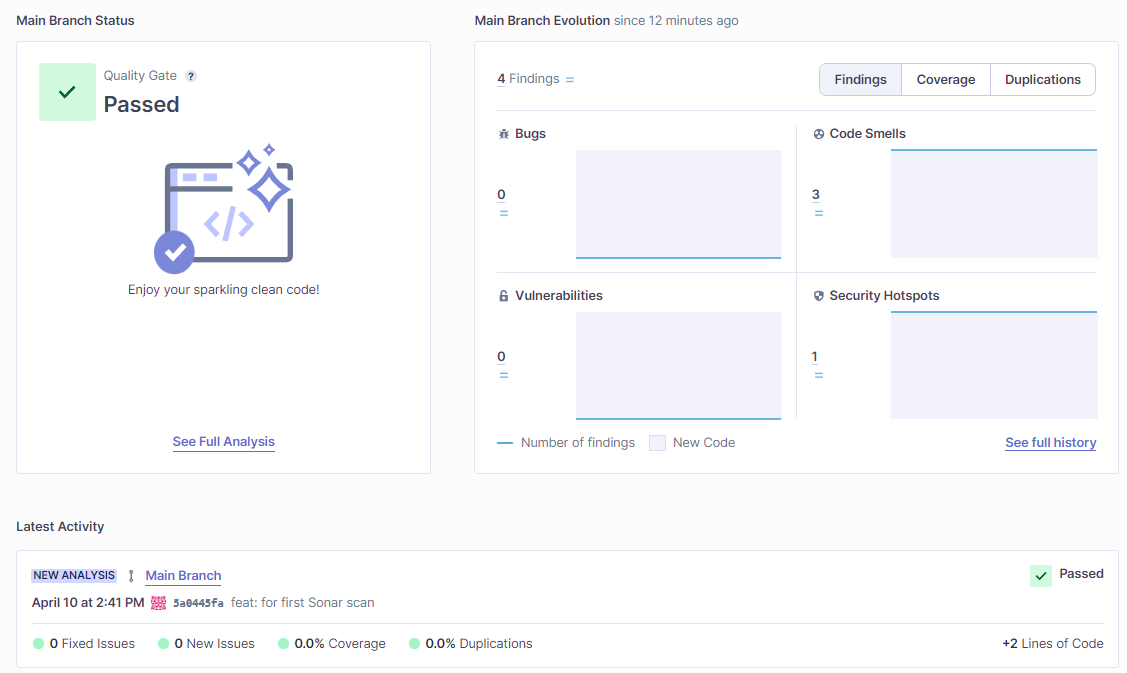 Main Branch Status
Quality Gate ?
Passed
Enjoy your sparkling clean code!
See Full Analysis
Main Branch Evolution since 12 minutes ago
4 Findings =
Findings Coverage Duplications
Bugs
0
=
Code Smells
3
=
Vulnerabilities
0
=
Security Hotspots
1
=
Number of findings New Code
See full history
Latest Activity
NEW ANALYSIS Main Branch
Passed
April 10 at 2:41 PM 5a0445fa feat: for first Sonar scan
0 Fixed Issues 0 New Issues 0.0% Coverage 0.0% Duplications
+2 Lines of Code